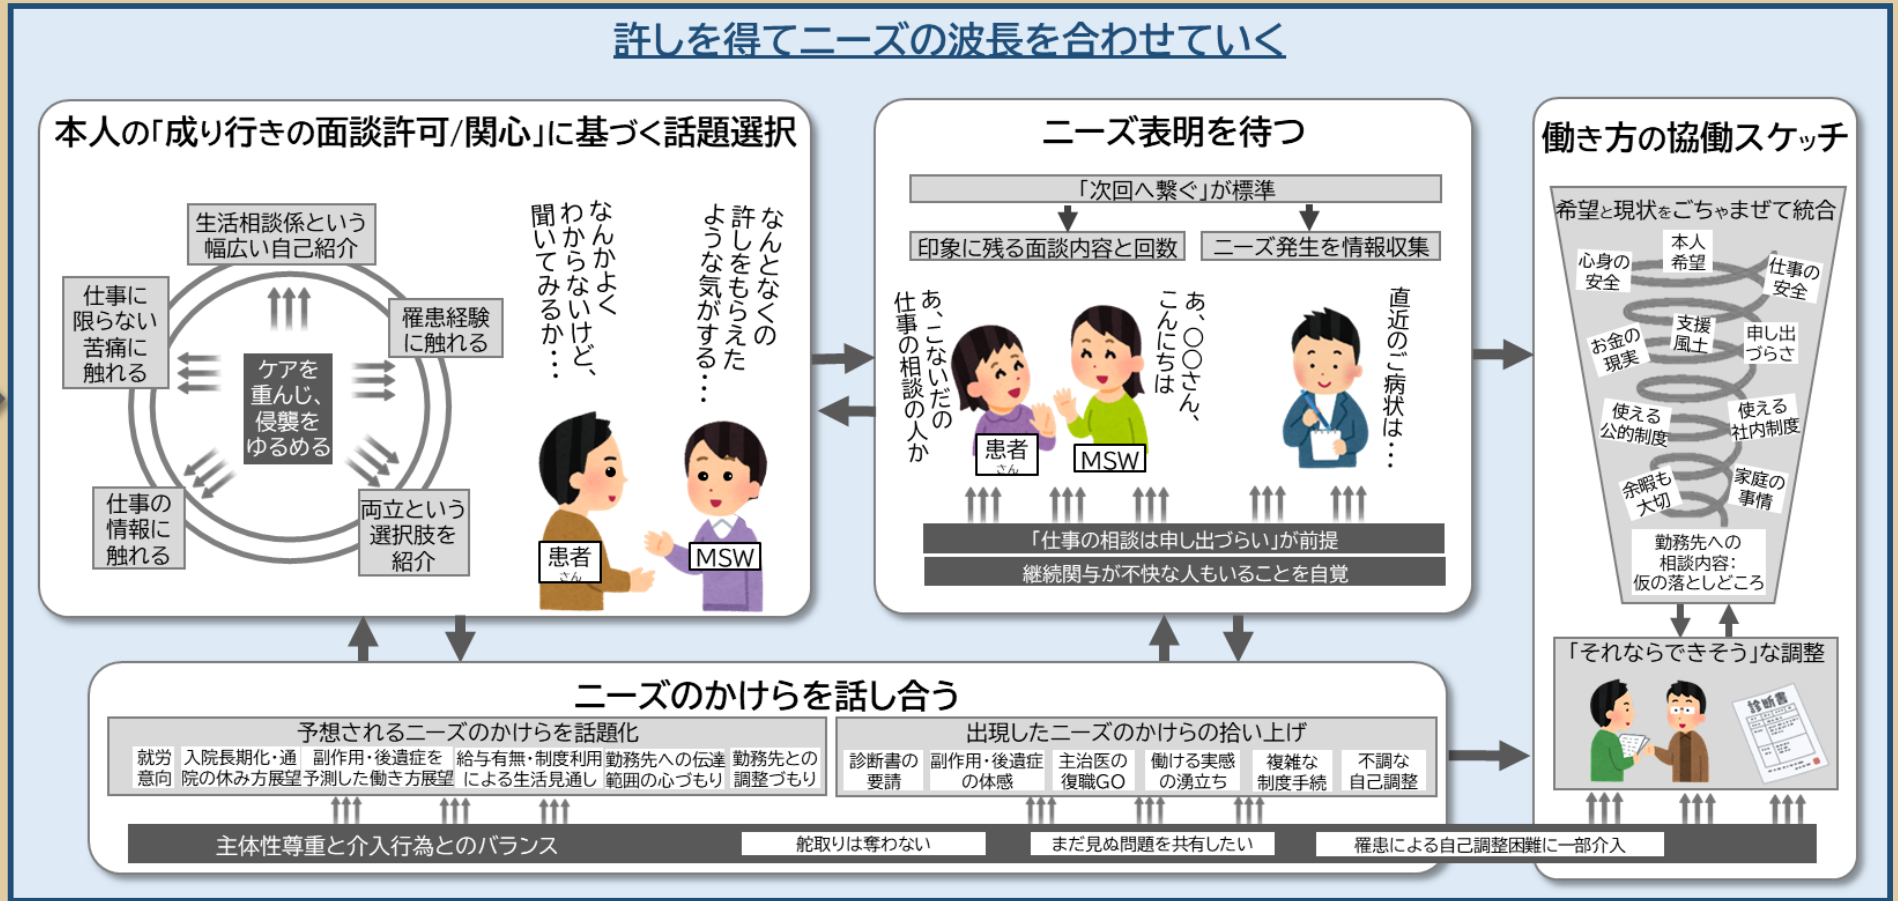 許しを得てニーズの波長を合わせていく
本人の「成り行きの面談許可/関心」に基づく話題選択
生活相談係という
幅広い自己紹介
仕事に
限らない
苦痛に
触れる
罹患経験
に触れる
ケアを
重んじ、
侵襲を
ゆるめる
仕事の
情報に
触れる
両立という
選択肢を
紹介
なんとなくの
許しをもらえた
ような気がする…
なんかよく
わからないけど、
聞いてみるか…
患者
さん
MSW
ニーズ表明を待つ
「次回へ繋ぐ」が標準
印象に残る面談内容と回数
ニーズ発生を情報収集
あ、こないだの
仕事の相談の人か
あ、〇〇さん、
こんにちは
直近のご病状は…
患者
さん
MSW
「仕事の相談は申し出づらい」が前提
継続関与が不快な人もいることを自覚
働き方の協働スケッチ
希望と現状をごちゃまぜて統合
本人
希望
心身の
安全
仕事の
安全
支援
風土
お金の
現実
申し出
づらさ
使える
公的制度
使える
社内制度
余暇も
大切
家庭の
事情
勤務先への
相談内容:
仮の落としどころ
「それならできそう」な調整
診断書
ニーズのかけらを話し合う
予想されるニーズのかけらを話題化
就労
意向
入院長期化・通
院の休み方展望
副作用・後遺症を
予測した働き方展望
給与有無・制度利用
による生活見通し
勤務先への伝達
範囲の心づもり
勤務先との
調整づもり
出現したニーズのかけらの拾い上げ
診断書の
要請
副作用・後遺症
の体感
主治医の
復職GO
働ける実感
の湧立ち
複雑な
制度手続
不調な
自己調整
主体性尊重と介入行為とのバランス
舵取りは奪わない
まだ見ぬ問題を共有したい
罹患による自己調整困難に一部介入